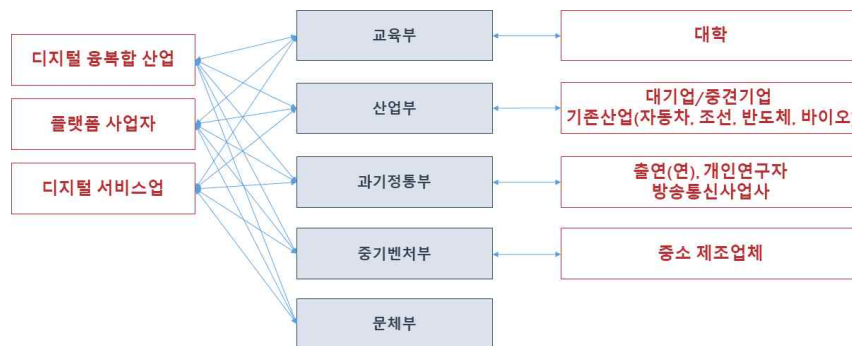 디지털 융복합 산업
플랫폼 사업자
디지털 서비스업
교육부
산업부
과기정통부
중기벤처부
문체부
대학
대기업/중견기업
기존산업(자동차, 조선, 반도체, 바이오
출연(연), 개인연구자
방송통신사업사
중소 제조업체